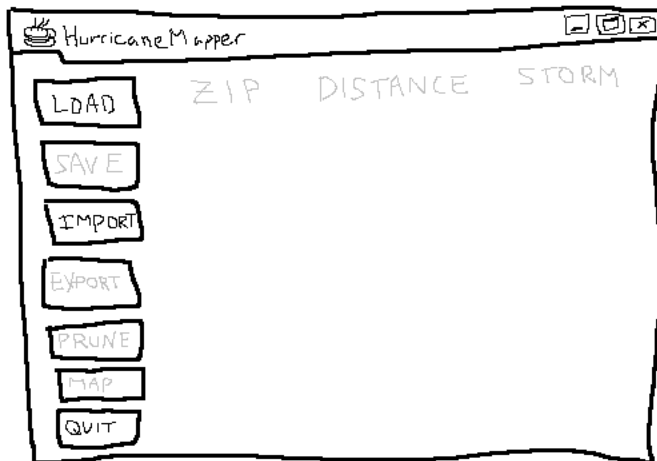 HurricaneMapper
ZIP DISTANCE STORM
LOAD
SAVE
IMPORT
EXPORT
PRUNE
MAP
QUIT